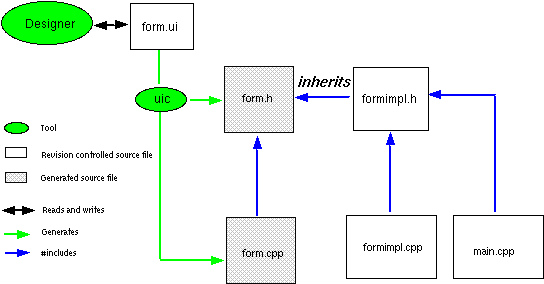 Designer
form.ui
inherits
uic
form.h
formimpl.h
Tool
Revision controlled source file
Generated source file
Reads and writes
Generates
#includes
form.cpp
formimpl.cpp
main.cpp